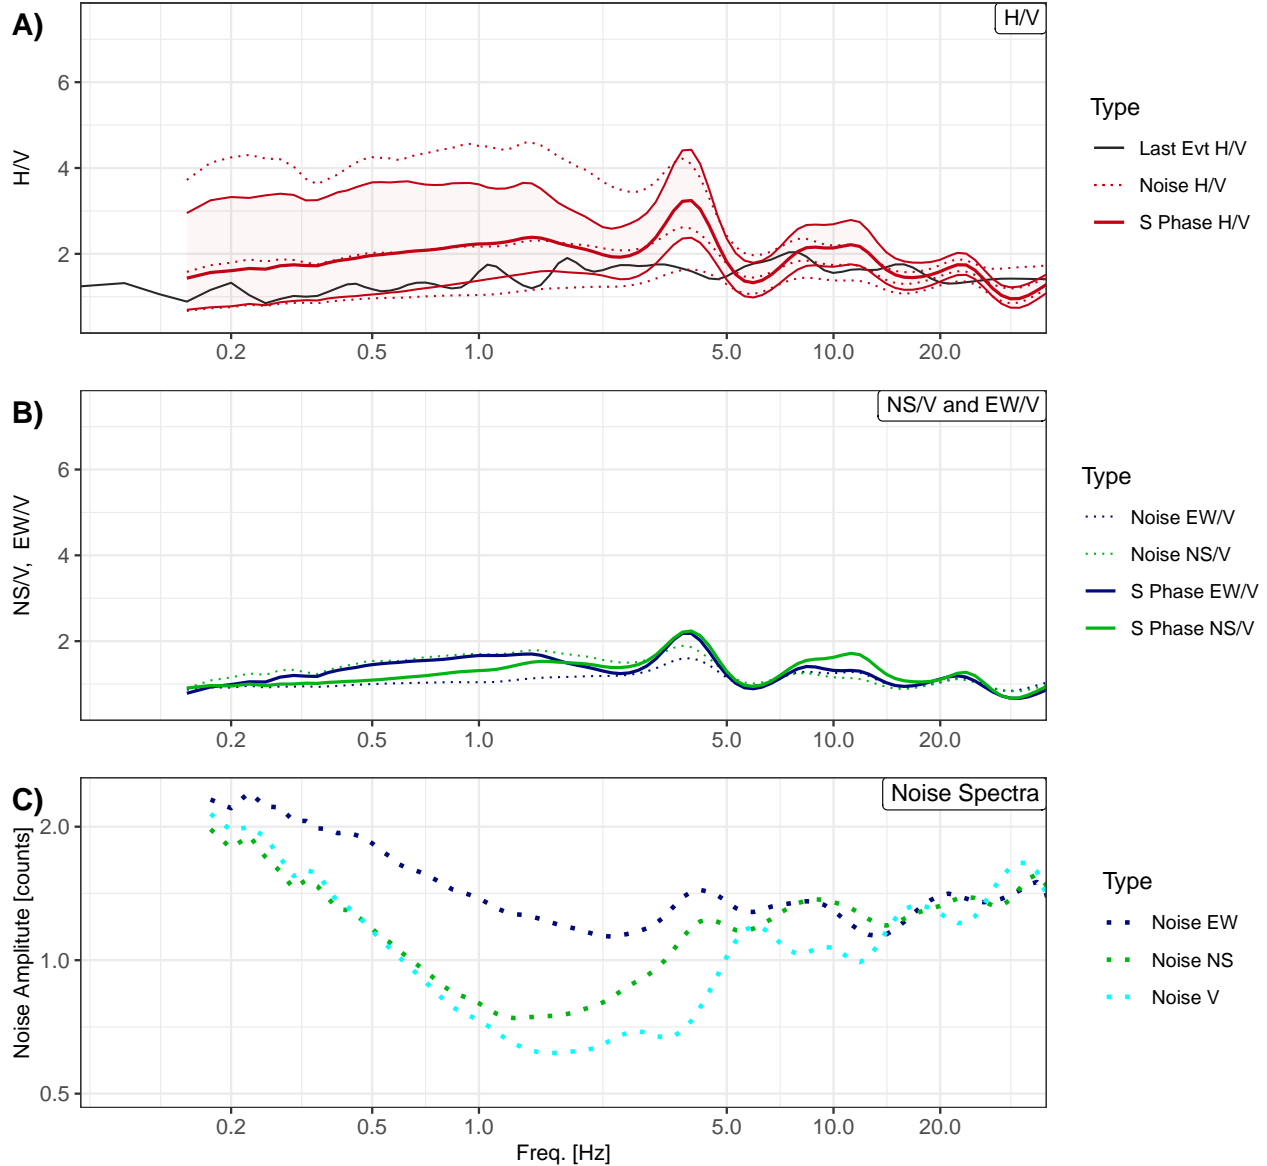 A)
H/V
H/V
6
4
2
0.2 0.5 1.0 5.0 10.0 20.0
Type
Last Evt H/V
Noise H/V
S Phase H/V
B)
NS/V and EW/V
NS/V, EW/V
6
4
2
0.2 0.5 1.0 5.0 10.0 20.0
Type
Noise EW/V
Noise NS/V
S Phase EW/V
S Phase NS/V
C)
Noise Spectra
Noise Amplitute [counts]
2.0
1.0
0.5
0.2 0.5 1.0 5.0 10.0 20.0
Freq. [Hz]
Type
Noise EW
Noise NS
Noise V